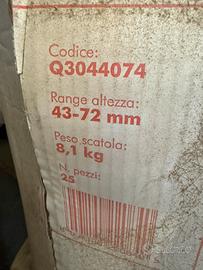 Codice:
Q3044074
Range altezza:
43-72 mm
Peso scatola:
8,1 kg
N. pezzi:
25